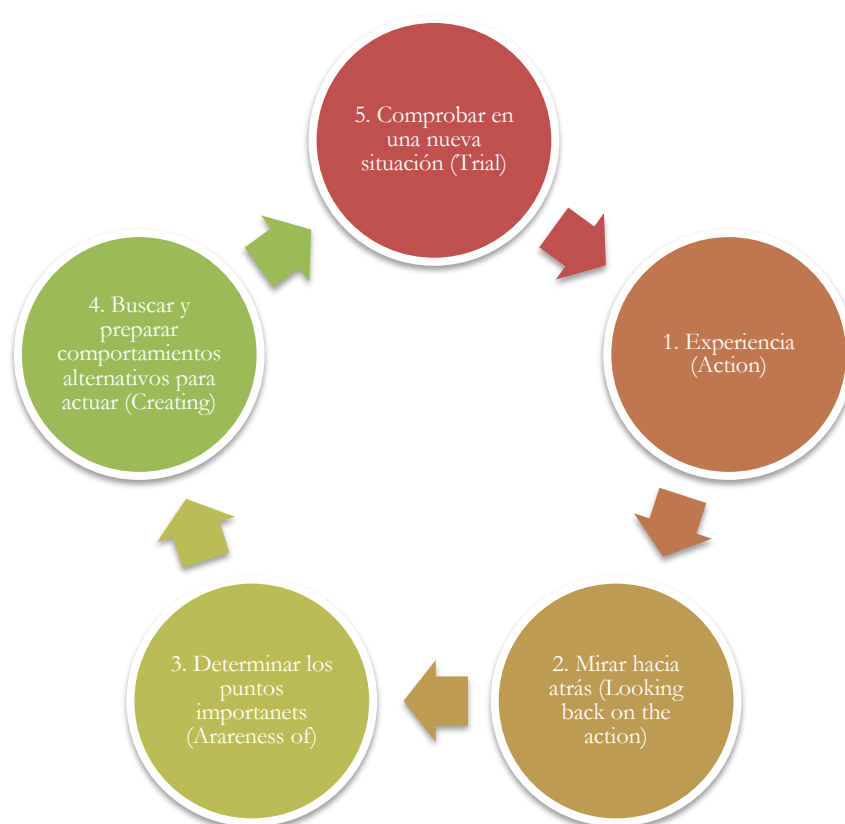 5. Comprobar en
una nueva
situación (Trial)
1. Experiencia
(Action)
2. Mirar hacia
atrás (Looking
back on the
action)
3. Determinar los
puntos
importanets
(Arareness of)
4. Buscar y
preparar
comportamientos
alternativos para
actuar (Creating)